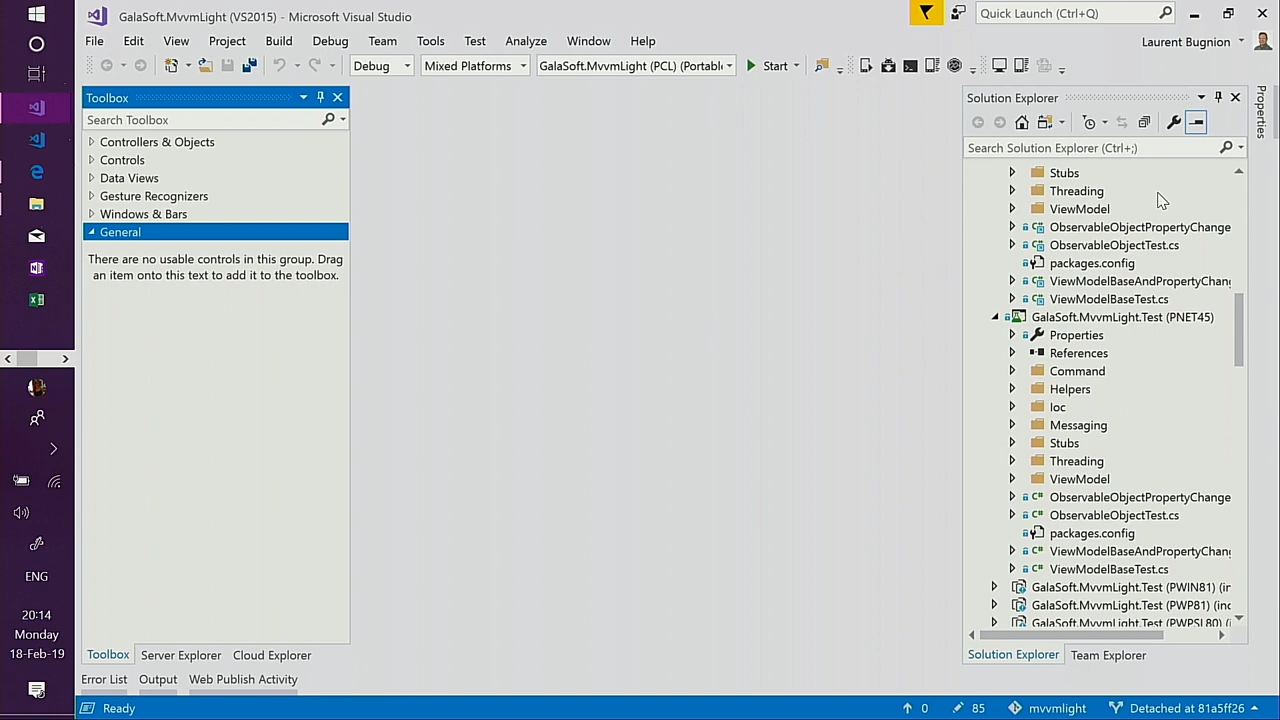 GalaSoft.MvvmLight (VS2015) - Microsoft Visual Studio
Quick Launch (Ctrl+Q)
File Edit View Project Build Debug Team Tools Test Analyze Window Help
Laurent Bugnion
Debug Mixed Platforms GalaSoft.MvvmLight (PCL) (Portabl Start
Toolbox
Search Toolbox
Controllers & Objects
Controls
Data Views
Gesture Recognizers
Windows & Bars
General
There are no usable controls in this group. Drag
an item onto this text to add it to the toolbox.
Solution Explorer
Search Solution Explorer (Ctrl+;)
Stubs
Threading
ViewModel
ObservableObjectPropertyChange
ObservableObjectTest.cs
packages.config
ViewModelBaseAndPropertyChang
ViewModelBaseTest.cs
GalaSoft.MvvmLight.Test (PNET45)
Properties
References
Command
Helpers
Ioc
Messaging
Stubs
Threading
ViewModel
ObservableObjectPropertyChange
ObservableObjectTest.cs
packages.config
ViewModelBaseAndPropertyChang
ViewModelBaseTest.cs
GalaSoft.MvvmLight.Test (PWIN81) (in
GalaSoft.MvvmLight.Test (PWP81) (inc
GalaSoft.MvvmLight.Test (PWPSL80) (i
Properties
Toolbox Server Explorer Cloud Explorer
Solution Explorer Team Explorer
Error List Output Web Publish Activity
Ready
0 85 mvvmlight Detached at 81a5ff26
ENG
20:14
Monday
18-Feb-19